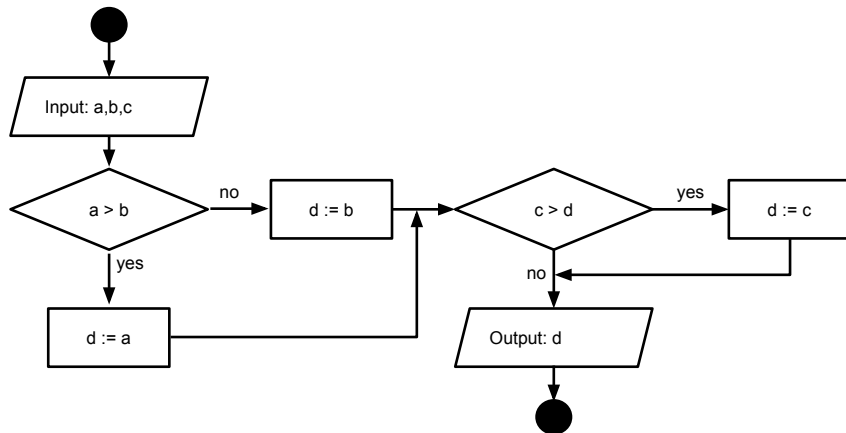 Input: a,b,c
a > b
no
d := b
yes
d := a
c > d
yes
d := c
no
Output: d